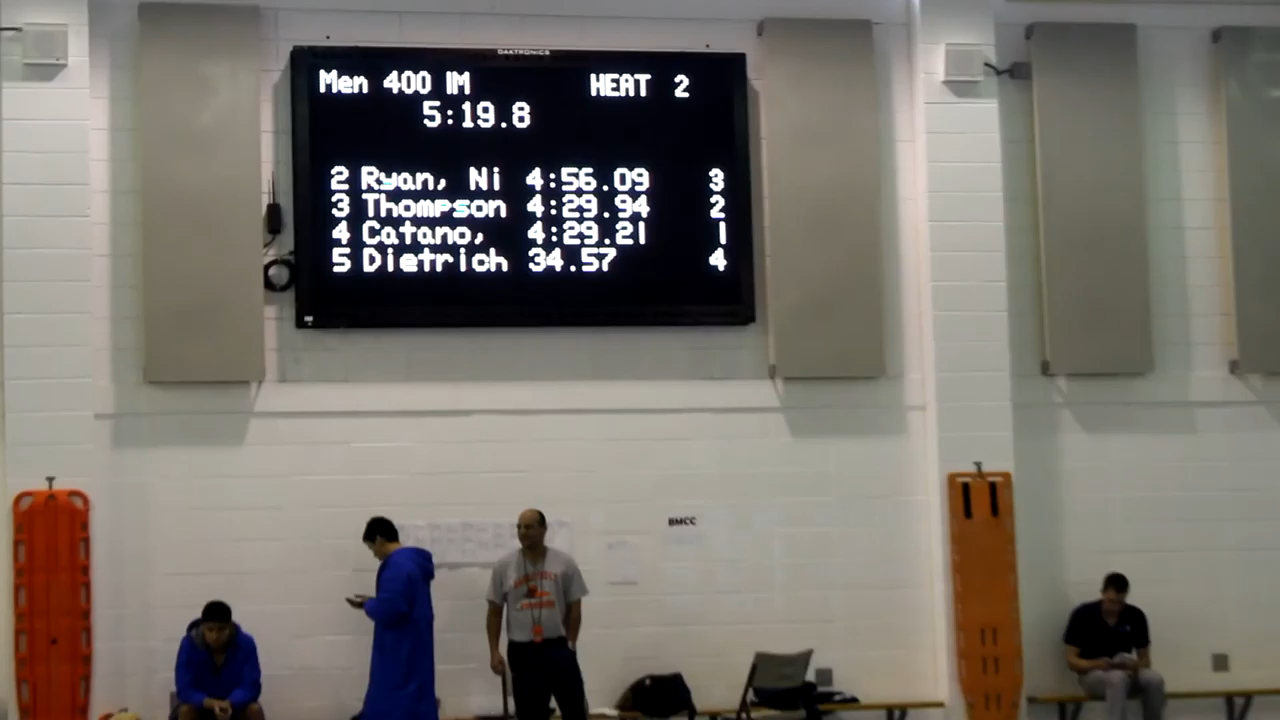 DAKTRONICS
Men 400 IM HEAT 2
5:19.8
2 Ryan, Ni 4:56.09 3
3 Thompson 4:29.94 2
4 Catano, 4:29.21 1
5 Dietrich 34.57 4
BMCC